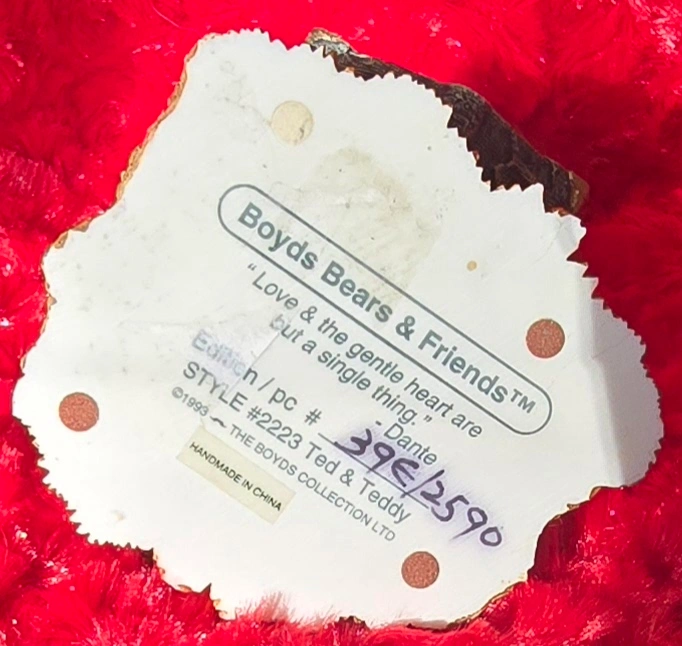 Boyds Bears & Friends™
“Love & the gentle heart are
but a single thing.”
- Dante
Edition / pc # 39E/2590
STYLE #2223 Ted & Teddy
©1993 ~ THE BOYDS COLLECTION LTD
HANDMADE IN CHINA